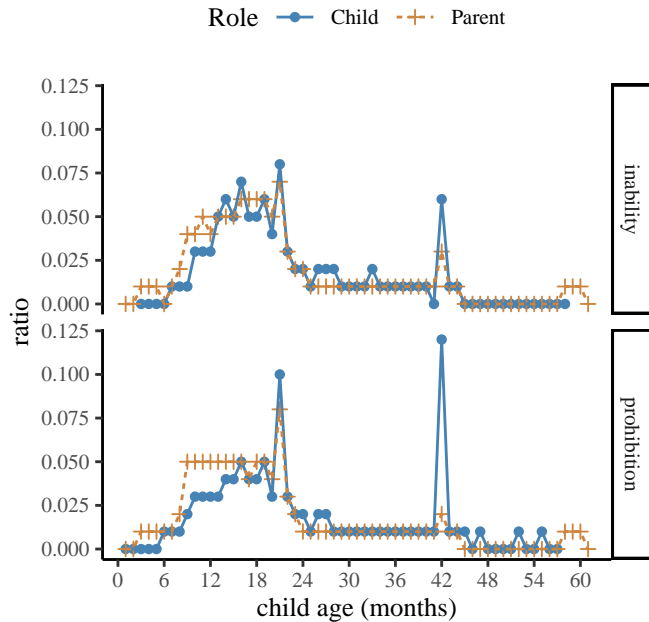 Role Child Parent
0.125
0.100
0.075
0.050
0.025
0.000
inability
ratio
0.125
0.100
0.075
0.050
0.025
0.000
prohibition
0 6 12 18 24 30 36 42 48 54 60
child age (months)